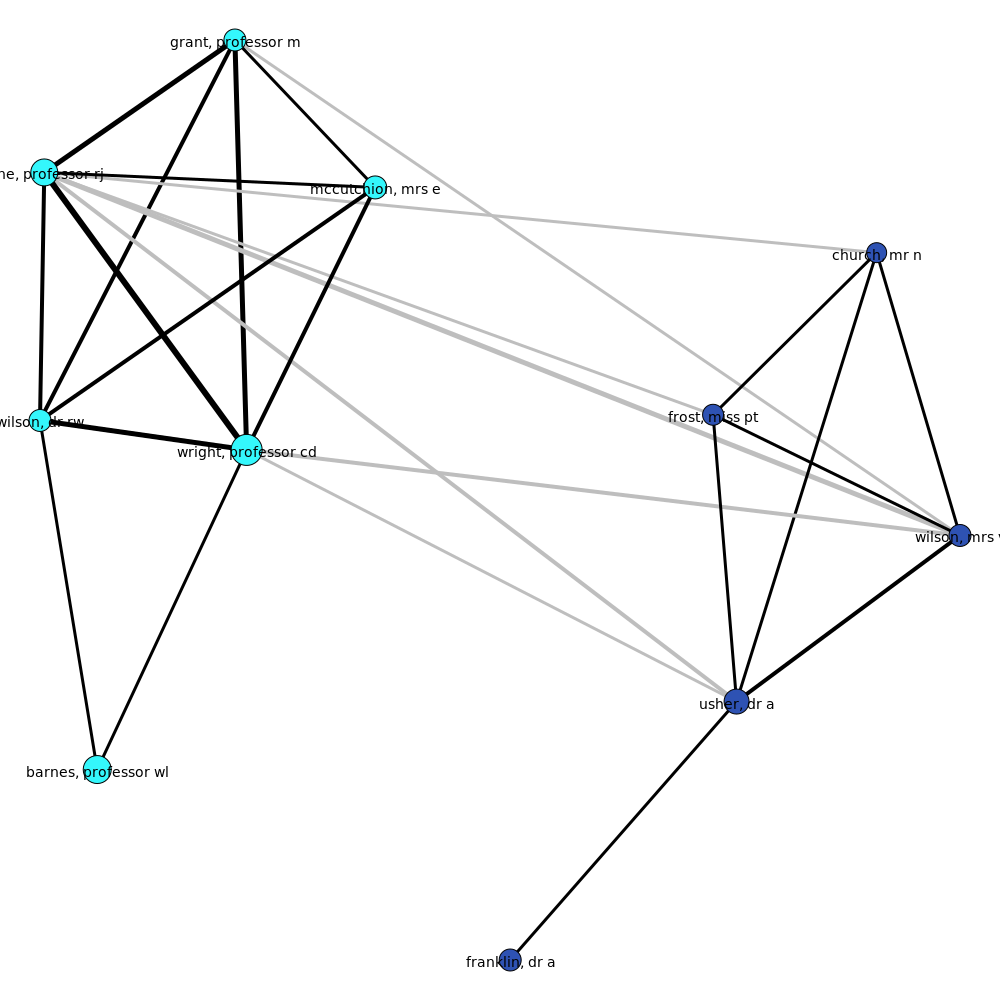 grant, professor m
professor rj
mccutchion, mrs e
church, mr n
frost, miss pt
wilson, dr rw
wright, professor cd
wilson, mrs
usher, dr a
barnes, professor wl
franklin, dr a